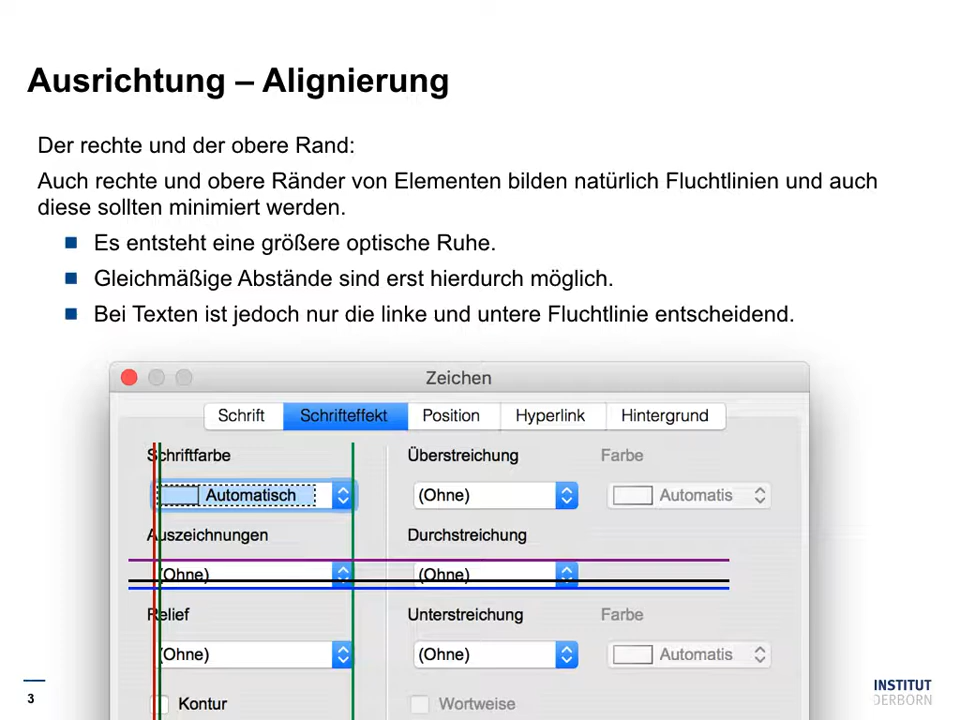 Ausrichtung – Alignierung
Der rechte und der obere Rand:
Auch rechte und obere Ränder von Elementen bilden natürlich Fluchtlinien und auch
diese sollten minimiert werden.
Es entsteht eine größere optische Ruhe.
Gleichmäßige Abstände sind erst hierdurch möglich.
Bei Texten ist jedoch nur die linke und untere Fluchtlinie entscheidend.
Zeichen
Schrift Schrifteffekt Position Hyperlink Hintergrund
Schriftfarbe Überstreichung Farbe
Automatisch (Ohne) Automatis
Auszeichnungen Durchstreichung
(Ohne) (Ohne)
Relief Unterstreichung Farbe
(Ohne) (Ohne) Automatis
Kontur Wortweise
3
INSTITUT
DERBORN